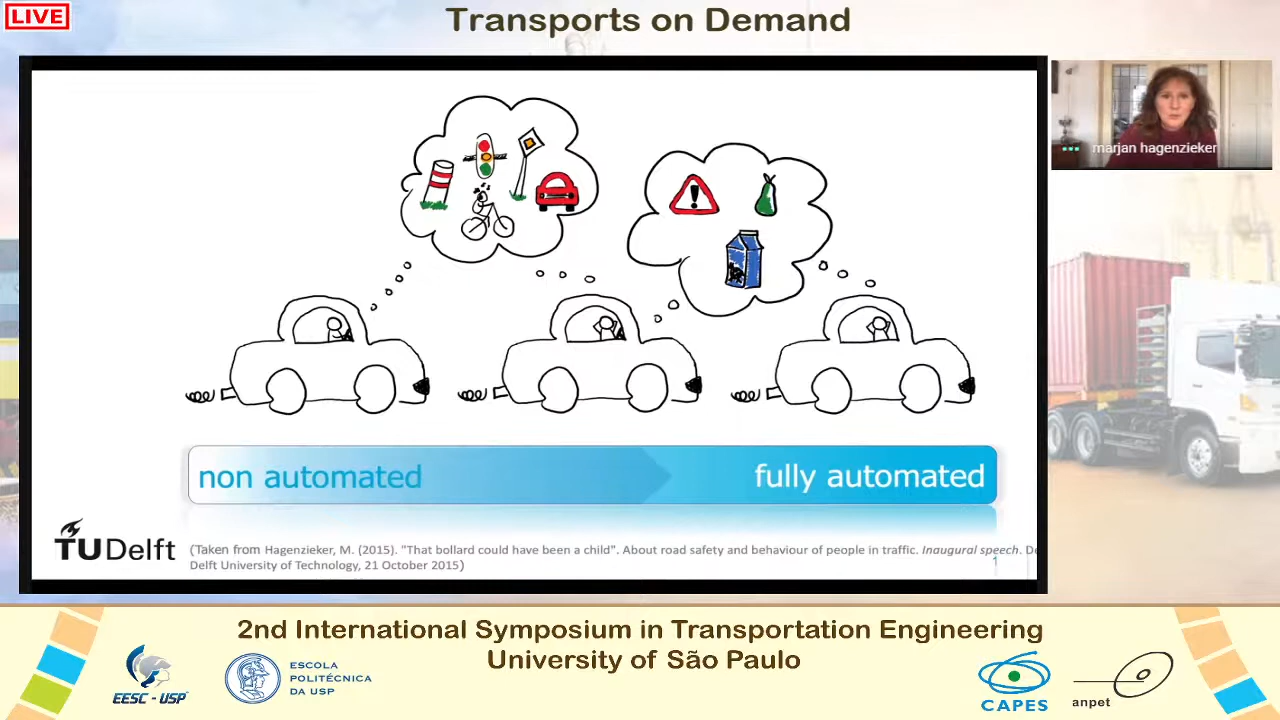 LIVE
Transports on Demand
marjan hagenzieker
non automated
fully automated
TUDelft
(Taken from Hagenzieker, M. (2015). "That bollard could have been a child". About road safety and behaviour of people in traffic. Inaugural speech. De
Delft University of Technology, 21 October 2015)
1
2nd International Symposium in Transportation Engineering
University of São Paulo
EESC - USP
ESCOLA
POLITÉCNICA
DA USP
CAPES
anpet